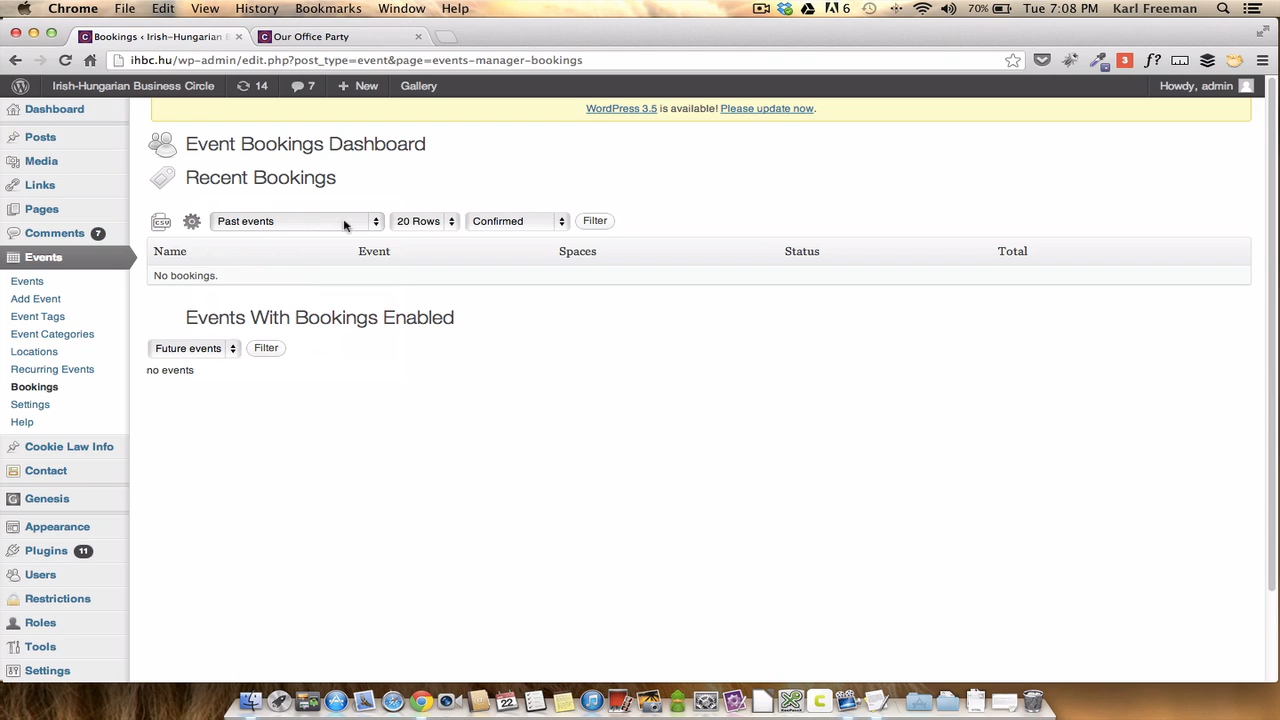 Chrome File Edit View History Bookmarks Window Help 6 70% Tue 7:08 PM Karl Freeman
Bookings ‹ Irish-Hungarian E
Our Office Party
ihbc.hu/wp-admin/edit.php?post_type=event&page=events-manager-bookings 3 f?
Irish-Hungarian Business Circle 14 7 + New Gallery Howdy, admin
WordPress 3.5 is available! Please update now.
Dashboard
Posts
Media
Links
Pages
Comments 7
Events
Events
Add Event
Event Tags
Event Categories
Locations
Recurring Events
Bookings
Settings
Help
Cookie Law Info
Contact
Genesis
Appearance
Plugins 11
Users
Restrictions
Roles
Tools
Settings
Event Bookings Dashboard
Recent Bookings
CSV Past events 20 Rows Confirmed Filter
Name Event Spaces Status Total
No bookings.
Events With Bookings Enabled
Future events Filter
no events
22